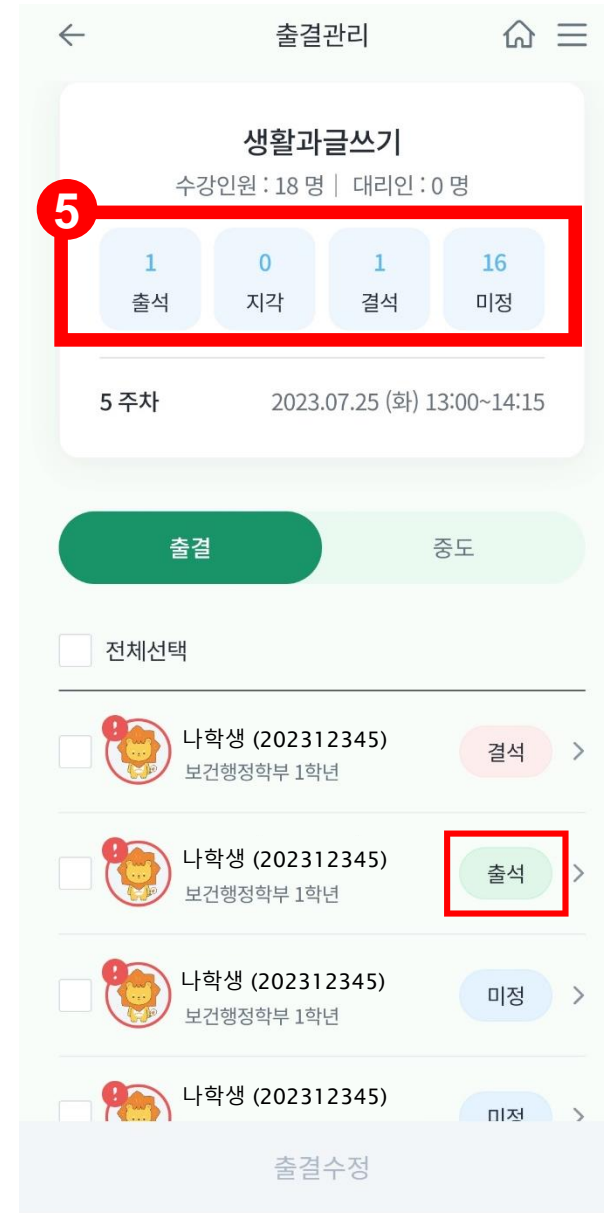 출결관리
생활과글쓰기
수강인원 : 18 명 | 대리인 : 0 명
5
1 0 1 16
출석 지각 결석 미정
5 주차 2023.07.25 (화) 13:00~14:15
출결 중도
전체선택
나학생 (202312345)
보건행정학부 1학년
결석
나학생 (202312345)
보건행정학부 1학년
출석
나학생 (202312345)
보건행정학부 1학년
미정
나학생 (202312345)
미정
출결수정